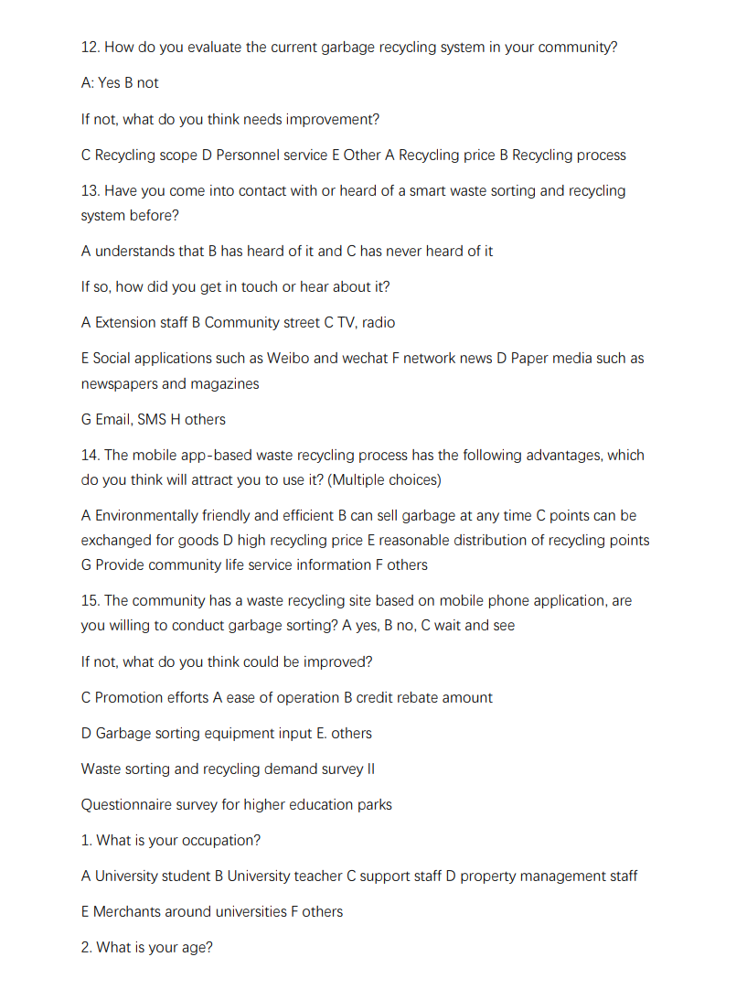 12. How do you evaluate the current garbage recycling system in your community?
A: Yes B not
If not, what do you think needs improvement?
C Recycling scope D Personnel service E Other A Recycling price B Recycling process
13. Have you come into contact with or heard of a smart waste sorting and recycling
system before?
A understands that B has heard of it and C has never heard of it
If so, how did you get in touch or hear about it?
A Extension staff B Community street C TV, radio
E Social applications such as Weibo and wechat F network news D Paper media such as
newspapers and magazines
G Email, SMS H others
14. The mobile app-based waste recycling process has the following advantages, which
do you think will attract you to use it? (Multiple choices)
A Environmentally friendly and efficient B can sell garbage at any time C points can be
exchanged for goods D high recycling price E reasonable distribution of recycling points
G Provide community life service information F others
15. The community has a waste recycling site based on mobile phone application, are
you willing to conduct garbage sorting? A yes, B no, C wait and see
If not, what do you think could be improved?
C Promotion efforts A ease of operation B credit rebate amount
D Garbage sorting equipment input E. others
Waste sorting and recycling demand survey II
Questionnaire survey for higher education parks
1. What is your occupation?
A University student B University teacher C support staff D property management staff
E Merchants around universities F others
2. What is your age?